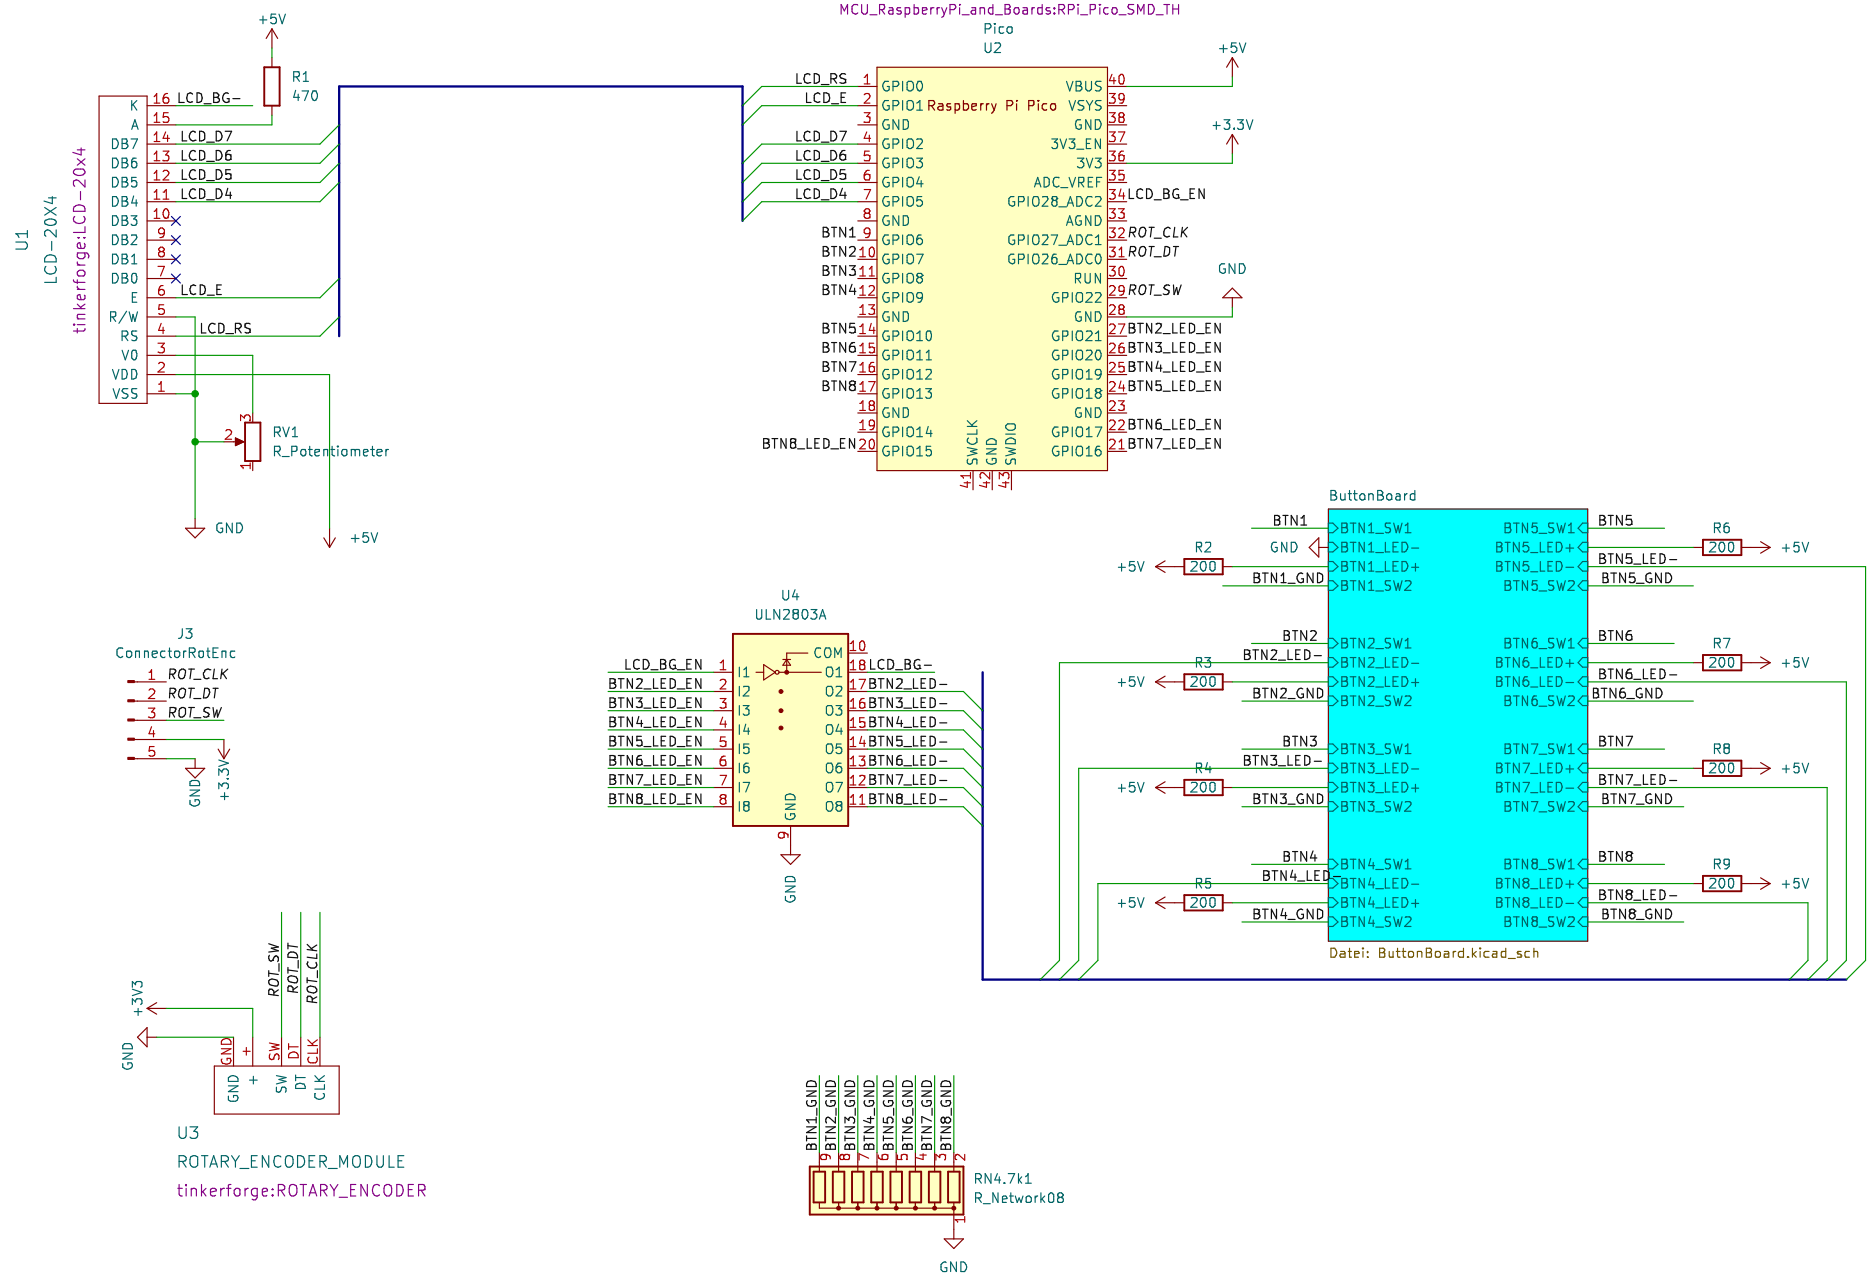 MCU_RaspberryPi_and_Boards:RPi_Pico_SMD_TH
Pico
U2
+5V
R1
470
U1
LCD-20X4
tinkerforge:LCD-20x4
K 16 LCD_BG-
A 15
DB7 14 LCD_D7
DB6 13 LCD_D6
DB5 12 LCD_D5
DB4 11 LCD_D4
DB3 10
DB2 9
DB1 8
DB0 7
E 6 LCD_E
R/W 5
RS 4 LCD_RS
V0 3
VDD 2
VSS 1
3
2
1
RV1
R_Potentiometer
GND
+5V
Raspberry Pi Pico
LCD_RS 1 GPIO0
LCD_E 2 GPIO1
3 GND
LCD_D7 4 GPIO2
LCD_D6 5 GPIO3
LCD_D5 6 GPIO4
LCD_D4 7 GPIO5
8 GND
BTN1 9 GPIO6
BTN2 10 GPIO7
BTN3 11 GPIO8
BTN4 12 GPIO9
13 GND
BTN5 14 GPIO10
BTN6 15 GPIO11
BTN7 16 GPIO12
BTN8 17 GPIO13
18 GND
19 GPIO14
BTN8_LED_EN 20 GPIO15
SWCLK 41
GND 42
SWDIO 43
VBUS 40
VSYS 39
GND 38
3V3_EN 37
3V3 36
ADC_VREF 35
GPIO28_ADC2 34 LCD_BG_EN
AGND 33
GPIO27_ADC1 32 ROT_CLK
GPIO26_ADC0 31 ROT_DT
RUN 30
GPIO22 29 ROT_SW
GND 28
GPIO21 27 BTN2_LED_EN
GPIO20 26 BTN3_LED_EN
GPIO19 25 BTN4_LED_EN
GPIO18 24 BTN5_LED_EN
GND 23
GPIO17 22 BTN6_LED_EN
GPIO16 21 BTN7_LED_EN
+5V
+3.3V
GND
ButtonBoard
BTN1 BTN1_SW1
GND BTN1_LED-
+5V R2 200 BTN1_LED+
BTN1_GND BTN1_SW2
BTN2 BTN2_SW1
BTN2_LED- BTN2_LED-
+5V R3 200 BTN2_LED+
BTN2_GND BTN2_SW2
BTN3 BTN3_SW1
BTN3_LED- BTN3_LED-
+5V R4 200 BTN3_LED+
BTN3_GND BTN3_SW2
BTN4 BTN4_SW1
BTN4_LED- BTN4_LED-
+5V R5 200 BTN4_LED+
BTN4_GND BTN4_SW2
BTN5_SW1 BTN5
BTN5_LED+ R6 200 +5V
BTN5_LED- BTN5_LED-
BTN5_SW2 BTN5_GND
BTN6_SW1 BTN6
BTN6_LED+ R7 200 +5V
BTN6_LED- BTN6_LED-
BTN6_SW2 BTN6_GND
BTN7_SW1 BTN7
BTN7_LED+ R8 200 +5V
BTN7_LED- BTN7_LED-
BTN7_SW2 BTN7_GND
BTN8_SW1 BTN8
BTN8_LED+ R9 200 +5V
BTN8_LED- BTN8_LED-
BTN8_SW2 BTN8_GND
Datei: ButtonBoard.kicad_sch
U4
ULN2803A
COM 10
LCD_BG_EN 1 I1 O1 18 LCD_BG-
BTN2_LED_EN 2 I2 O2 17 BTN2_LED-
BTN3_LED_EN 3 I3 O3 16 BTN3_LED-
BTN4_LED_EN 4 I4 O4 15 BTN4_LED-
BTN5_LED_EN 5 I5 O5 14 BTN5_LED-
BTN6_LED_EN 6 I6 O6 13 BTN6_LED-
BTN7_LED_EN 7 I7 O7 12 BTN7_LED-
BTN8_LED_EN 8 I8 O8 11 BTN8_LED-
GND
9
GND
J3
ConnectorRotEnc
1 ROT_CLK
2 ROT_DT
3 ROT_SW
4
5
GND
+3.3V
ROT_SW
ROT_DT
ROT_CLK
+3V3
GND
GND + SW DT CLK
GND + SW DT CLK
U3
ROTARY_ENCODER_MODULE
tinkerforge:ROTARY_ENCODER
BTN1_GND
BTN2_GND
BTN3_GND
BTN4_GND
BTN5_GND
BTN6_GND
BTN7_GND
BTN8_GND
9 8 7 6 5 4 3 2
RN4.7k1
R_Network08
1
GND